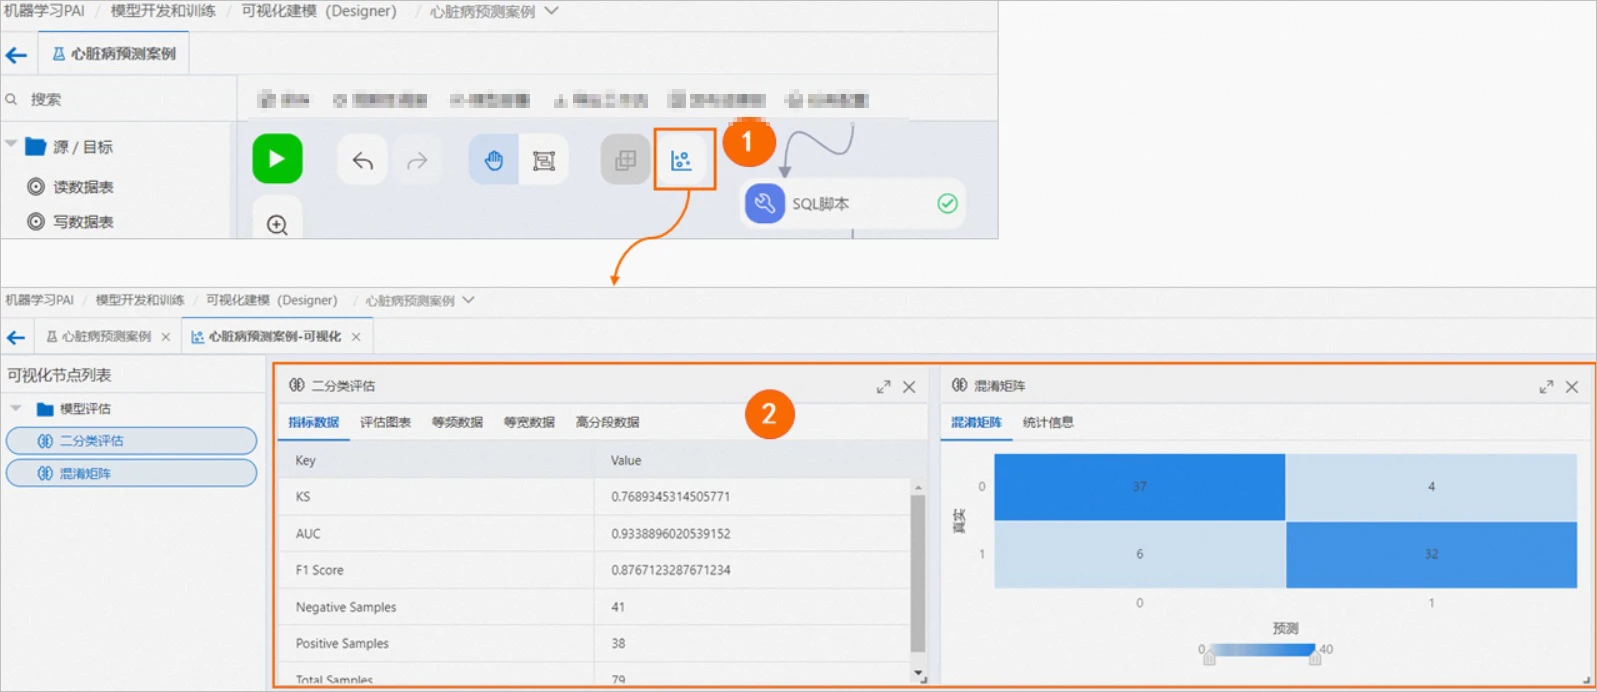 机器学习PAI / 模型开发和训练 / 可视化建模 (Designer) / 心脏病预测案例
心脏病预测案例
搜索
源 / 目标
读数据表
写数据表
1
SQL脚本
机器学习PAI / 模型开发和训练 / 可视化建模 (Designer) / 心脏病预测案例
心脏病预测案例 × 心脏病预测案例-可视化 ×
可视化节点列表
模型评估
二分类评估
混淆矩阵
二分类评估
指标数据 评估图表 等频数据 等宽数据 高分段数据
2
Key Value
KS 0.7689345314505771
AUC 0.9338896020539152
F1 Score 0.8767123287671234
Negative Samples 41
Positive Samples 38
Total Samples 79
混淆矩阵
混淆矩阵 统计信息
真实
0 37 4
1 6 32
0 1
预测
0 40